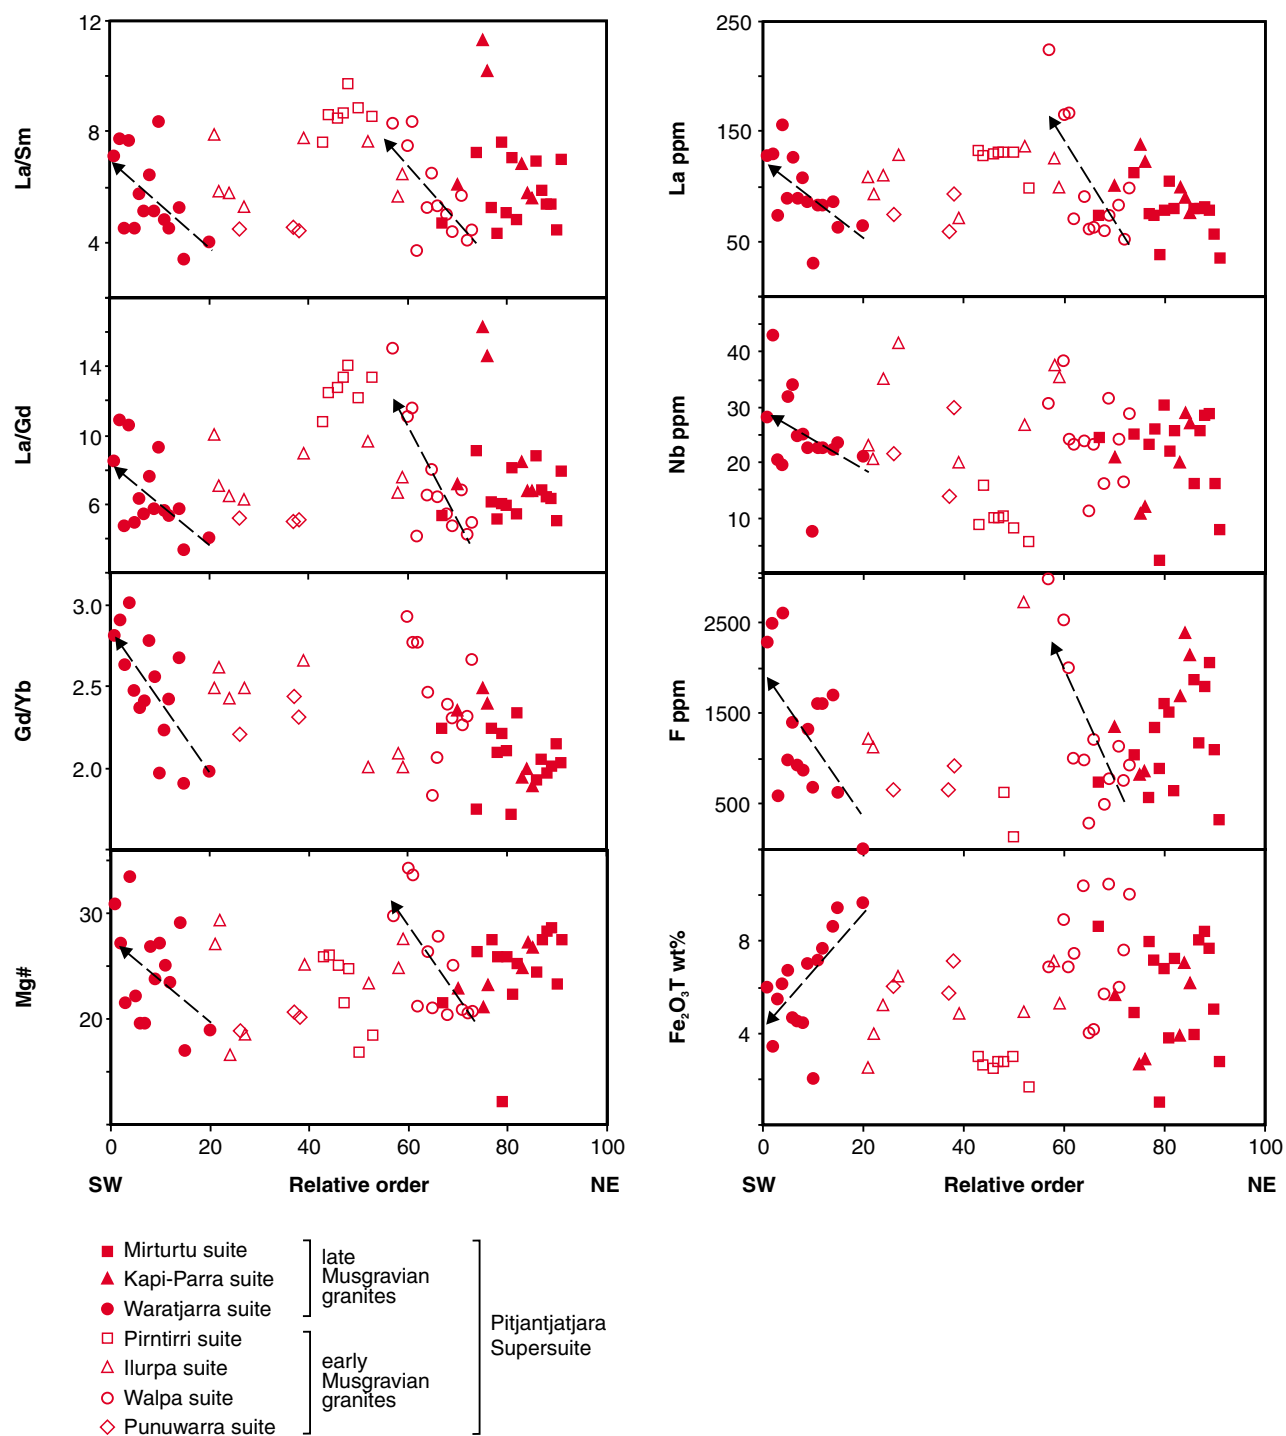 12
8
4
La/Sm
14
10
6
La/Gd
3.0
2.5
2.0
Gd/Yb
30
20
Mg#
0 20 40 60 80 100
SW Relative order NE
250
150
50
La ppm
40
30
20
10
Nb ppm
2500
1500
500
F ppm
8
4
Fe₂O₃T wt%
0 20 40 60 80 100
SW Relative order NE
Mirturtu suite
Kapi-Parra suite
Waratjarra suite
late
Musgravian
granites
Pirntirri suite
Ilurpa suite
Walpa suite
Punuwarra suite
early
Musgravian
granites
Pitjantjatjara
Supersuite